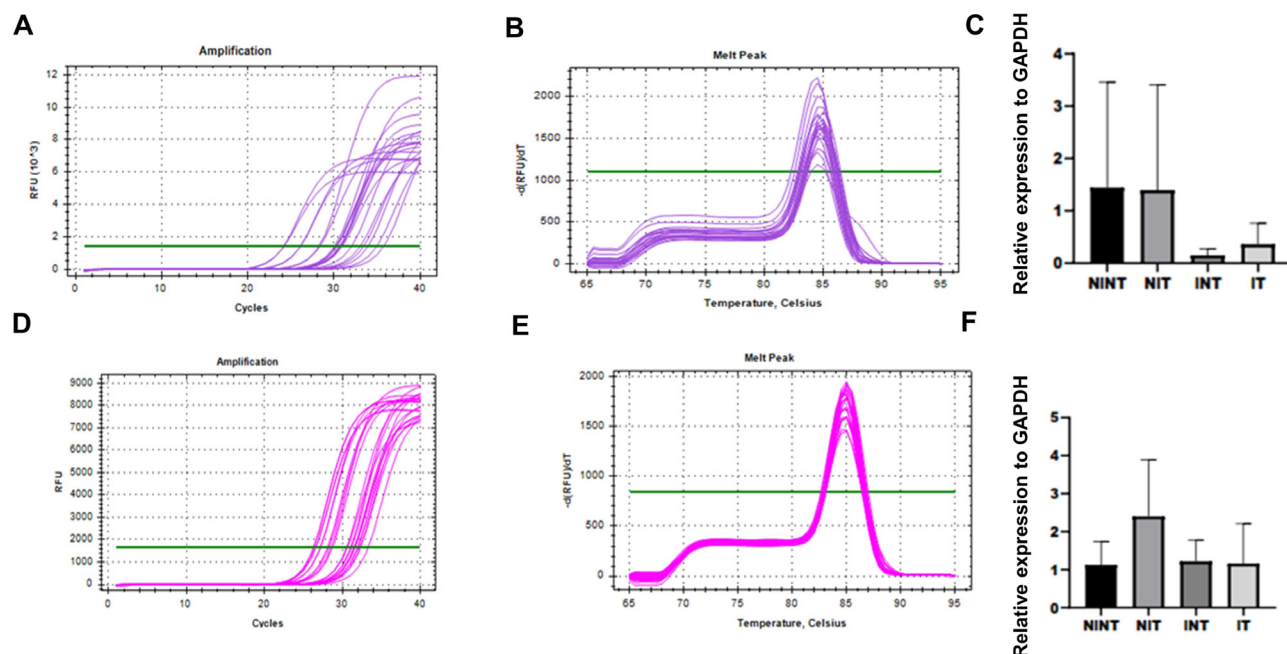 A
Amplification
RFU (10^3)
12
10
8
6
4
2
0
0 10 20 30 40
Cycles
B
Melt Peak
-d(RFU)/dT
2000
1500
1000
500
0
65 70 75 80 85 90 95
Temperature, Celsius
C
Relative expression to GAPDH
4
3
2
1
0
NINT NIT INT IT
D
Amplification
RFU
9000
8000
7000
6000
5000
4000
3000
2000
1000
0
0 10 20 30 40
Cycles
E
Melt Peak
-d(RFU)/dT
2000
1500
1000
500
0
65 70 75 80 85 90 95
Temperature, Celsius
F
Relative expression to GAPDH
5
4
3
2
1
0
NINT NIT INT IT